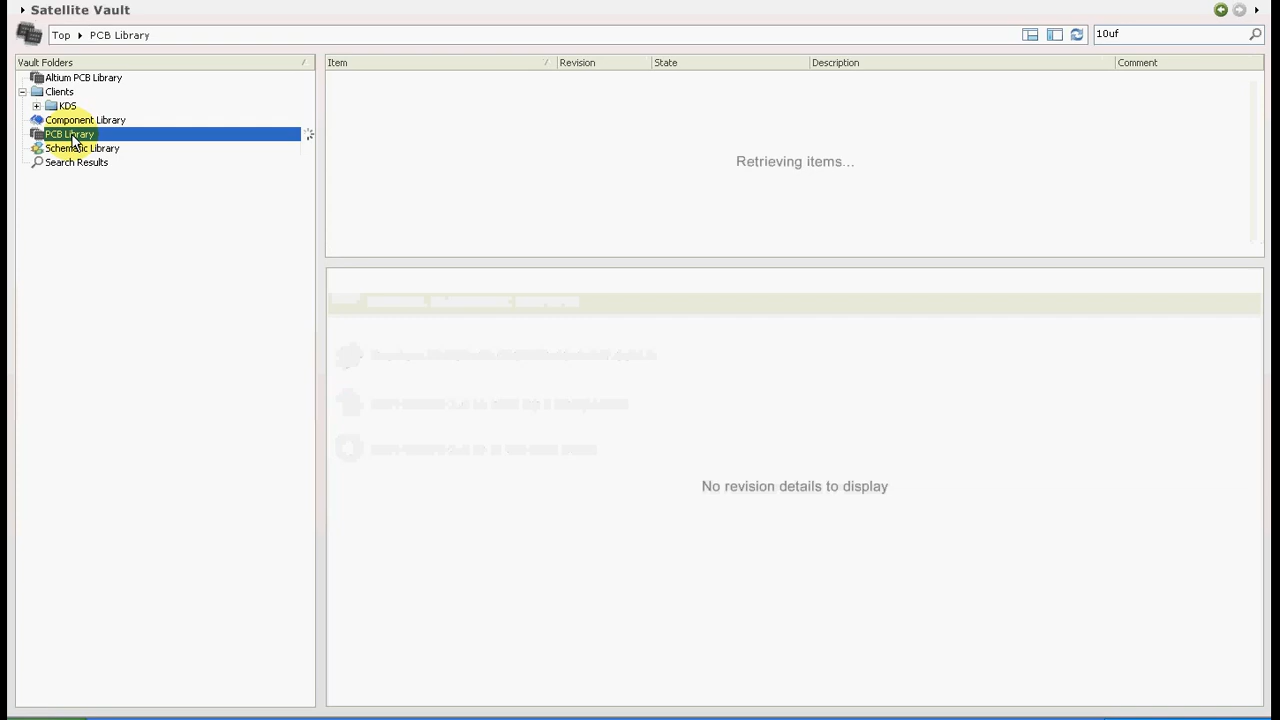 Satellite Vault
Top PCB Library 10uf
Vault Folders
Altium PCB Library
Clients
KDS
Component Library
PCB Library
Schematic Library
Search Results
Item Revision State Description Comment
Retrieving items...
No revision details to display